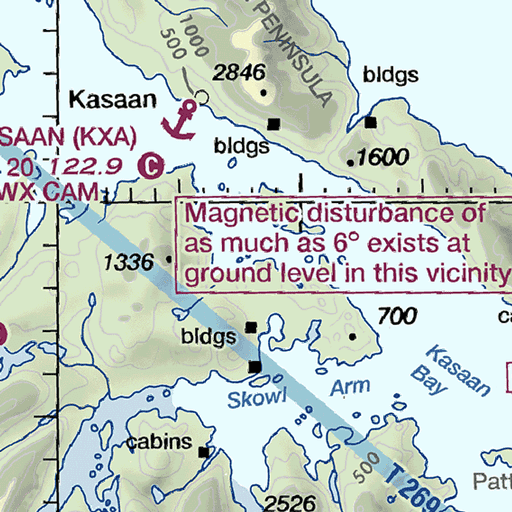 PENINSULA
1000
500
2846
bldgs
Kasaan
SAAN (KXA)
bldgs
20 122.9 C
1600
WX CAM
Magnetic disturbance of
as much as 6° exists at
ground level in this vicinity
1336
700
bldgs
Kasaan
Bay
Skowl Arm
cabins
500
T 269
2526
Patt